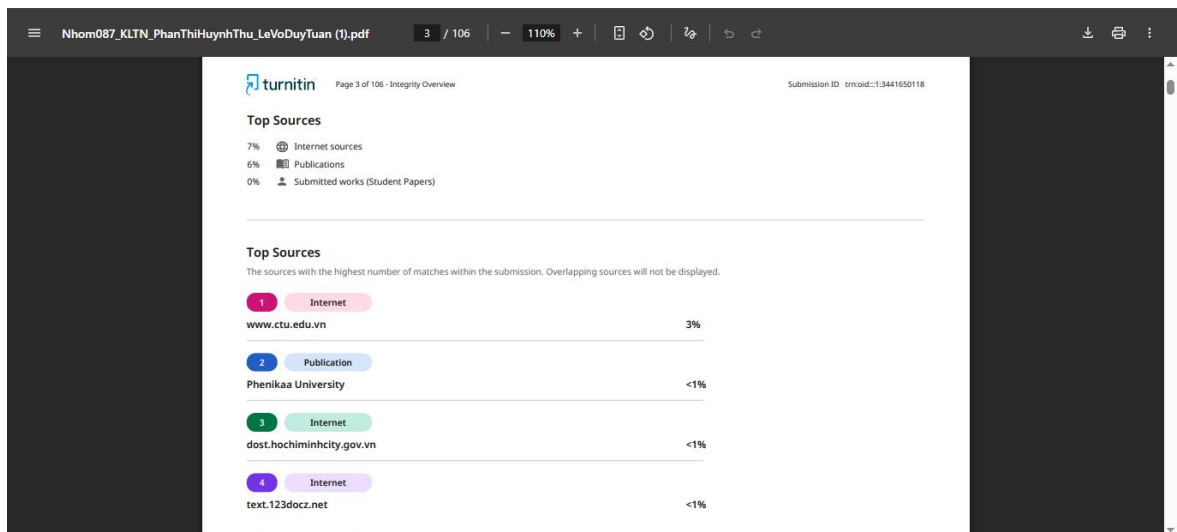 Nhom087_KLTN_PhanThiHuynhThu_LeVoDuyTuan (1).pdf 3 / 106 110%
turnitin Page 3 of 106 - Integrity Overview Submission ID trn:oid:::1:3441650118
Top Sources
7% Internet sources
6% Publications
0% Submitted works (Student Papers)
Top Sources
The sources with the highest number of matches within the submission. Overlapping sources will not be displayed.
1 Internet
www.ctu.edu.vn 3%
2 Publication
Phenikaa University <1%
3 Internet
dost.hochiminhcity.gov.vn <1%
4 Internet
text.123docz.net <1%